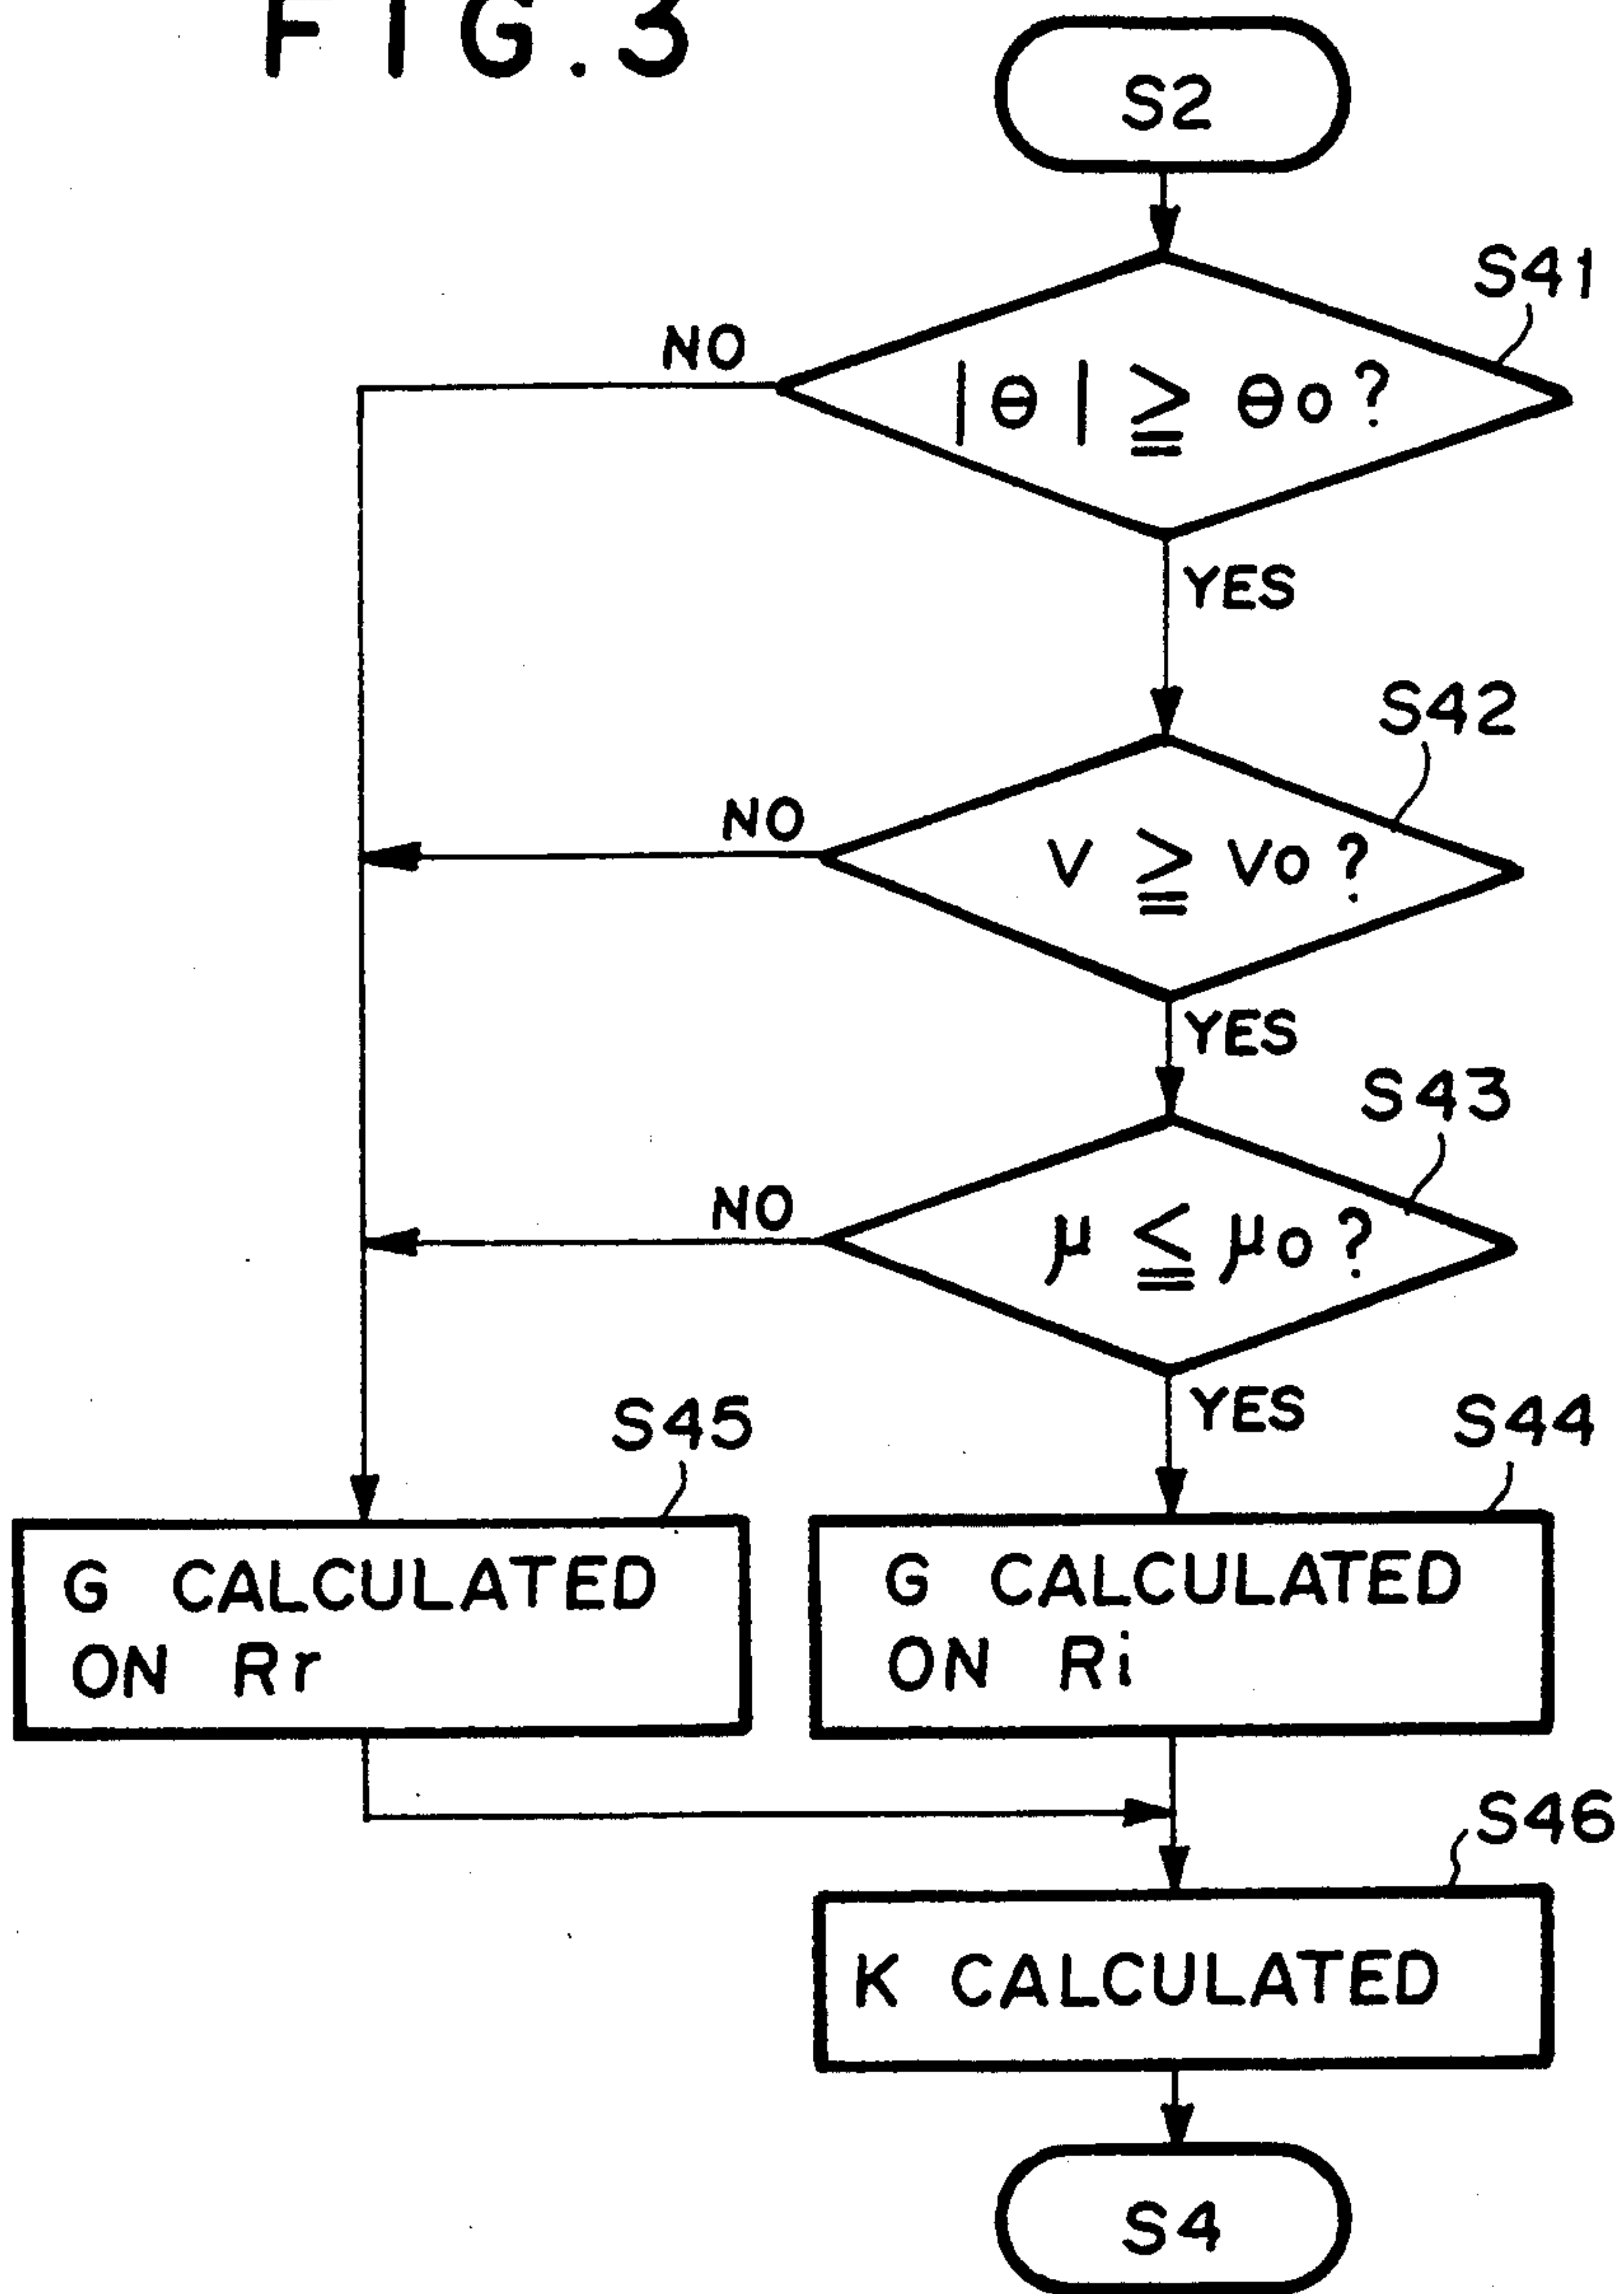 FIG.3
S2
S41
NO
|θ| ≧ θo?
YES
S42
NO
V ≧ Vo?
YES
S43
NO
μ ≦ μo?
YES
S45
S44
G CALCULATED
ON Rr
G CALCULATED
ON Ri
S46
K CALCULATED
S4